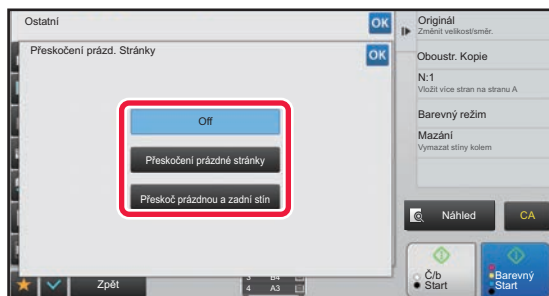 Ostatní
OK
Přeskočení prázd. Stránky
OK
Off
Přeskočení prázdné stránky
Přeskoč prázdnou a zadní stín
Zpět
3 B4
4 A3
Originál
Změnit velikost/směr.
Oboustr. Kopie
N:1
Vložit více stran na stranu A
Barevný režim
Mazání
Vymazat stíny kolem
Náhled
CA
Č/b
Start
Barevný
Start